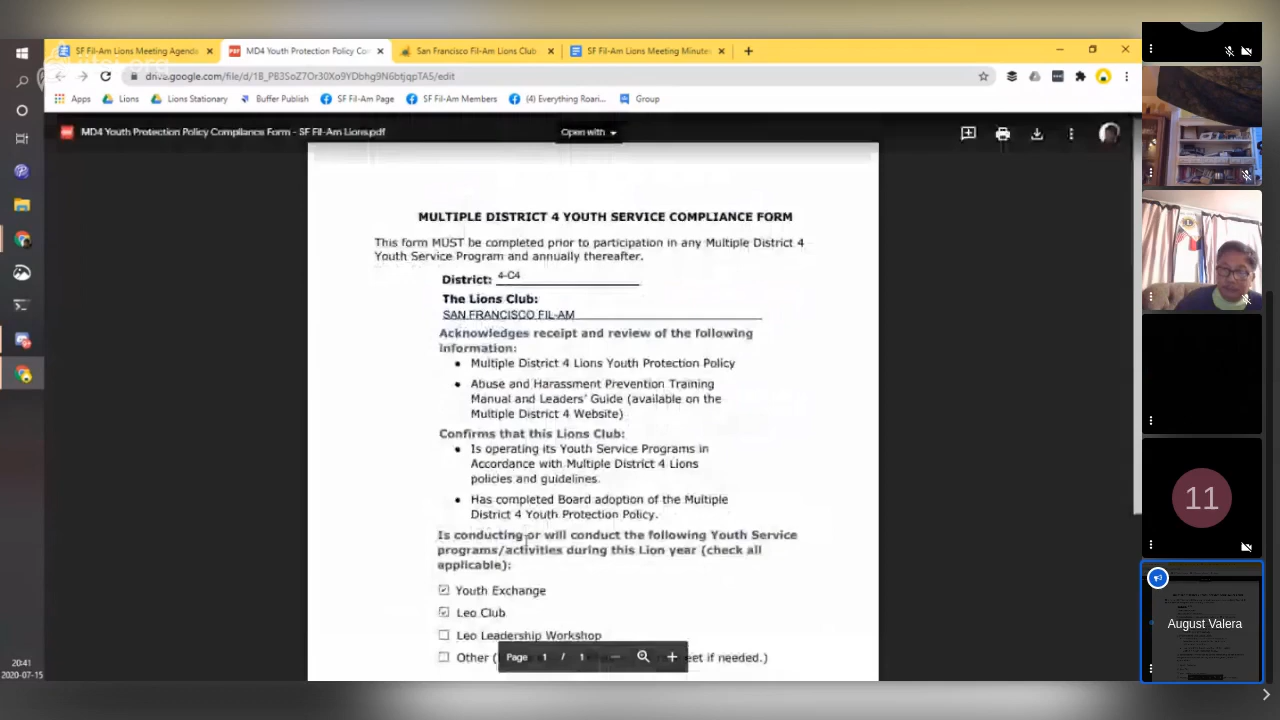 SF Fil-Am Lions Meeting Agenda
MD4 Youth Protection Policy Co
San Francisco Fil-Am Lions Club
SF Fil-Am Lions Meeting Minute
drive.google.com/file/d/1B_PB3SoZ7Or30Xo9YDbhg9N6btjqpTA5/edit
Apps
Lions
Lions Stationary
Buffer Publish
SF Fil-Am Page
SF Fil-Am Members
(4) Everything Roari...
Group
MD4 Youth Protection Policy Compliance Form - SF Fil-Am Lions.pdf
Open with
MULTIPLE DISTRICT 4 YOUTH SERVICE COMPLIANCE FORM
This form MUST be completed prior to participation in any Multiple District 4
Youth Service Program and annually thereafter.
District: 4-C4
The Lions Club:
SAN FRANCISCO FIL-AM
Acknowledges receipt and review of the following
information:
• Multiple District 4 Lions Youth Protection Policy
• Abuse and Harassment Prevention Training
Manual and Leaders' Guide (available on the
Multiple District 4 Website)
Confirms that this Lions Club:
• Is operating its Youth Service Programs in
Accordance with Multiple District 4 Lions
policies and guidelines.
• Has completed Board adoption of the Multiple
District 4 Youth Protection Policy.
Is conducting or will conduct the following Youth Service
programs/activities during this Lion year (check all
applicable):
Youth Exchange
Leo Club
Leo Leadership Workshop
Other (
eet if needed.)
Page 1 / 1
20:41
2020-07-15
11
August Valera